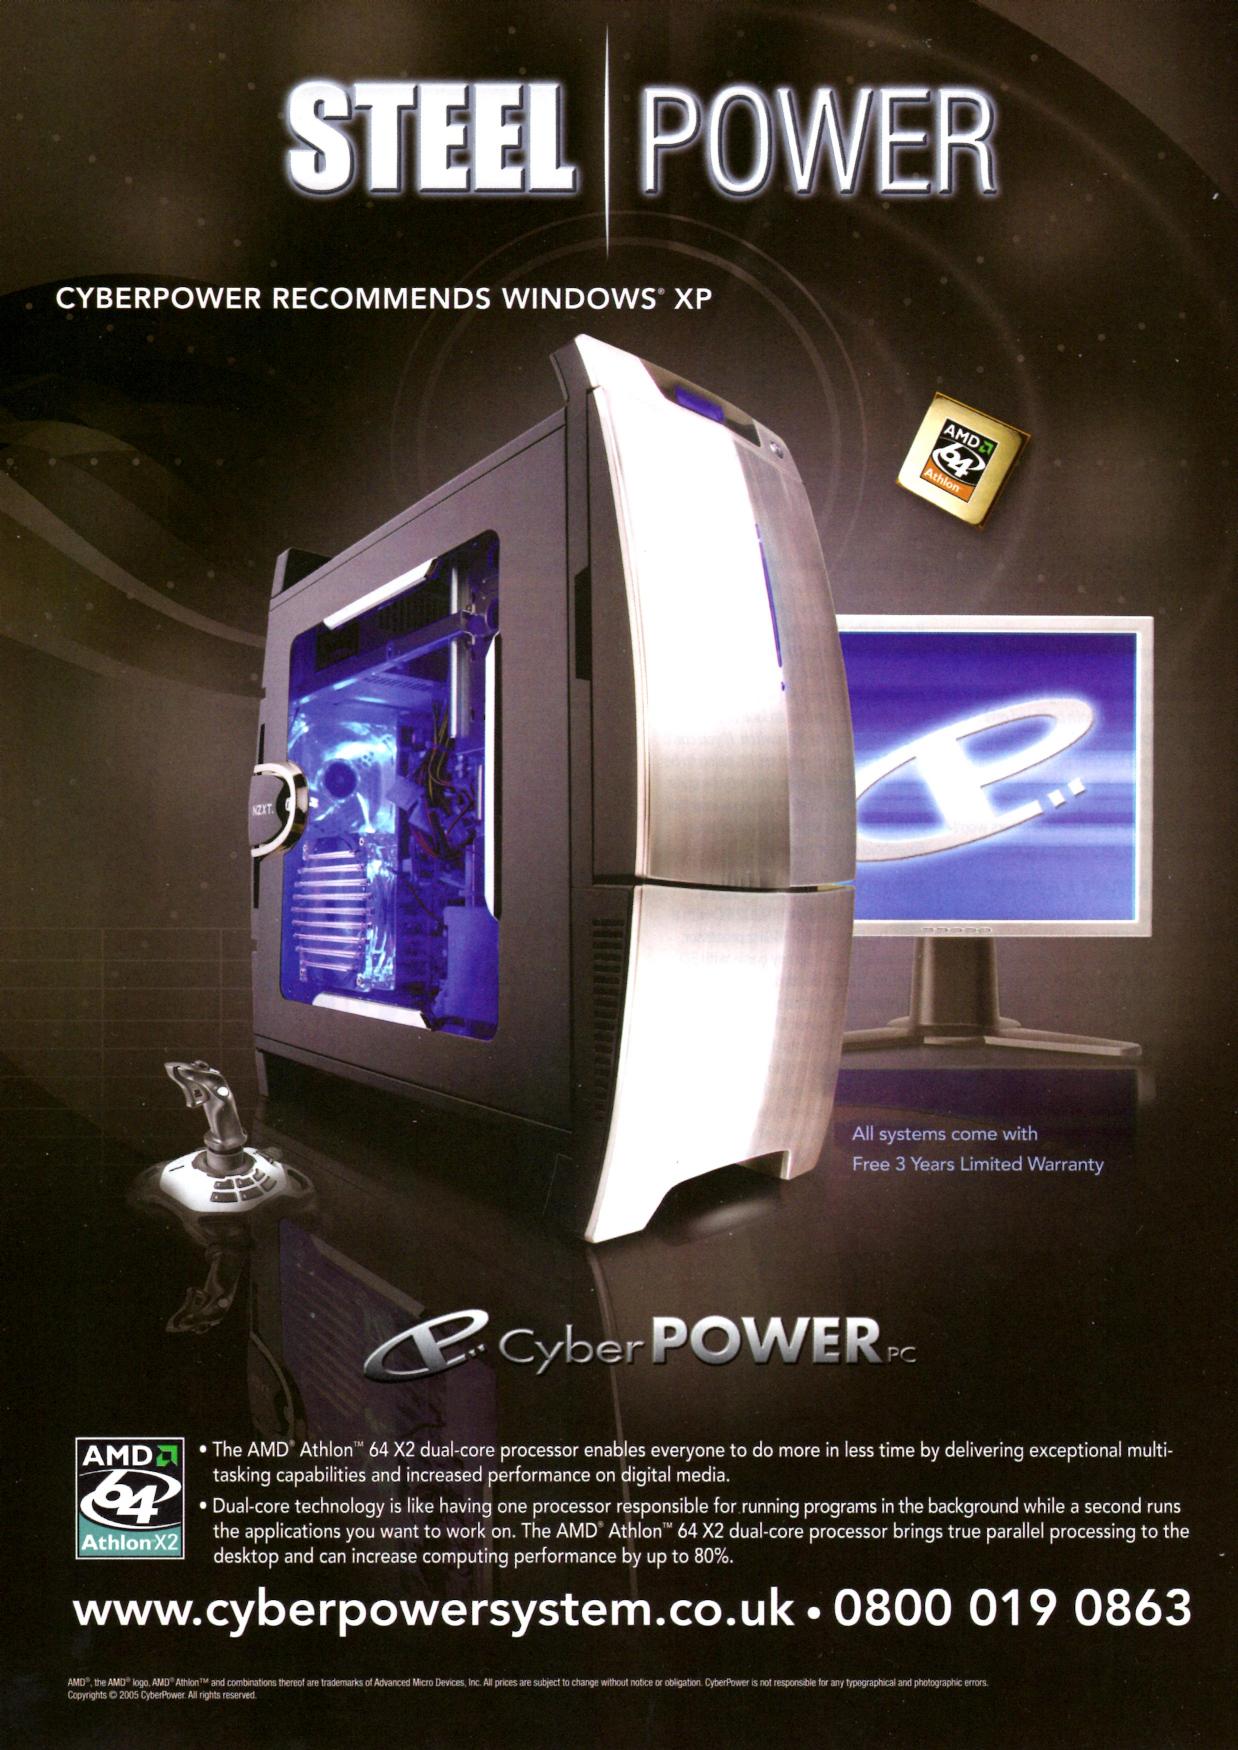 STEEL POWER
CYBERPOWER RECOMMENDS WINDOWS® XP
AMD
64
Athlon™
NZXT.
All systems come with
Free 3 Years Limited Warranty
CyberPOWER PC
AMD
64
Athlon X2
• The AMD® Athlon™ 64 X2 dual-core processor enables everyone to do more in less time by delivering exceptional multi-
tasking capabilities and increased performance on digital media.
• Dual-core technology is like having one processor responsible for running programs in the background while a second runs
the applications you want to work on. The AMD® Athlon™ 64 X2 dual-core processor brings true parallel processing to the
desktop and can increase computing performance by up to 80%.
www.cyberpowersystem.co.uk • 0800 019 0863
AMD®, the AMD® logo, AMD® Athlon™ and combinations thereof are trademarks of Advanced Micro Devices, Inc. All prices are subject to change without notice or obligation. CyberPower is not responsible for any typographical and photographic errors.
Copyrights © 2005 CyberPower. All rights reserved.